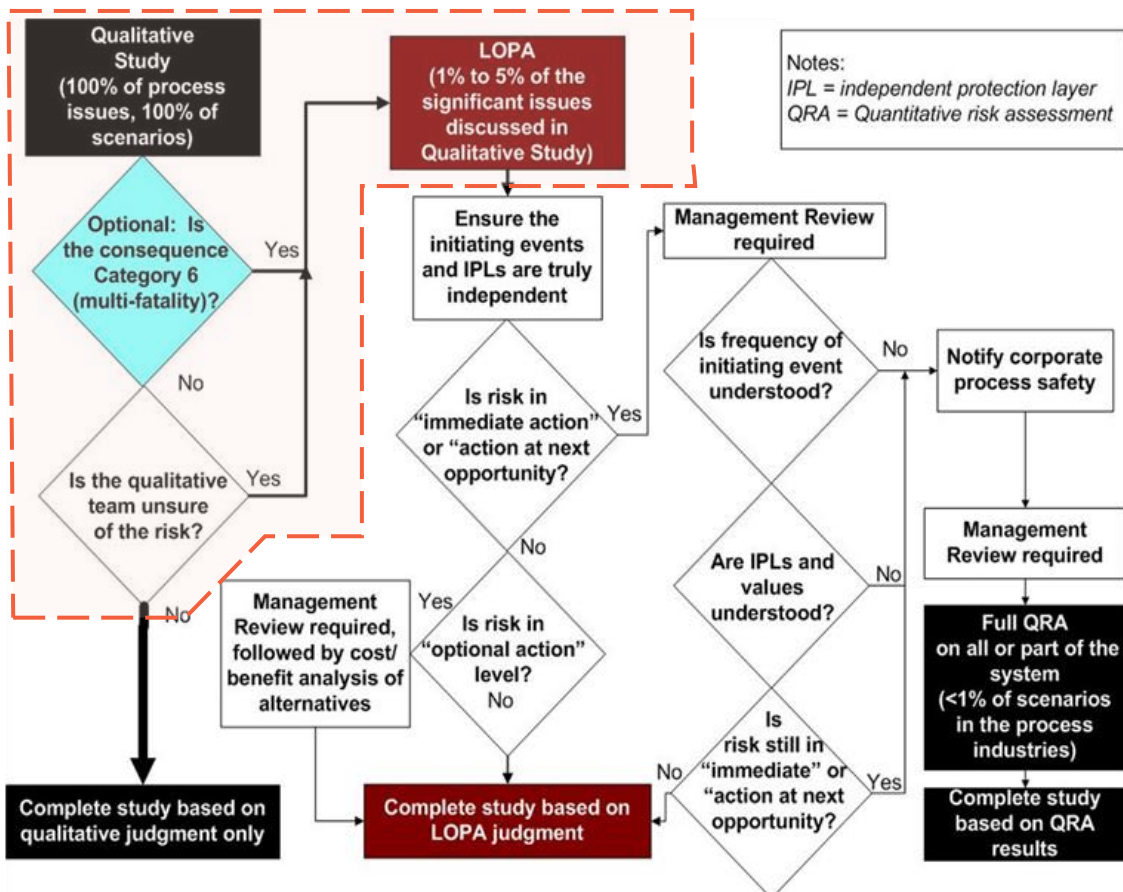 Qualitative
Study
(100% of process
issues, 100% of
scenarios)
LOPA
(1% to 5% of the
significant issues
discussed in
Qualitative Study)
Notes:
IPL = independent protection layer
QRA = Quantitative risk assessment
Optional: Is
the consequence
Category 6
(multi-fatality)?
Yes
No
Is the qualitative
team unsure
of the risk?
Yes
No
Complete study based on
qualitative judgment only
Ensure the
initiating events
and IPLs are truly
independent
Is risk in
“immediate action”
or “action at next
opportunity?
Yes
No
Is risk in
“optional action”
level?
Yes
No
Management
Review required,
followed by cost/
benefit analysis of
alternatives
Complete study based on
LOPA judgment
Management Review
required
Is frequency of
initiating event
understood?
No
Are IPLs and
values
understood?
No
Is
risk still in
“immediate” or
“action at next
opportunity?
No
Yes
Notify corporate
process safety
Management
Review required
Full QRA
on all or part of the
system
(<1% of scenarios
in the process
industries)
Complete study
based on QRA
results